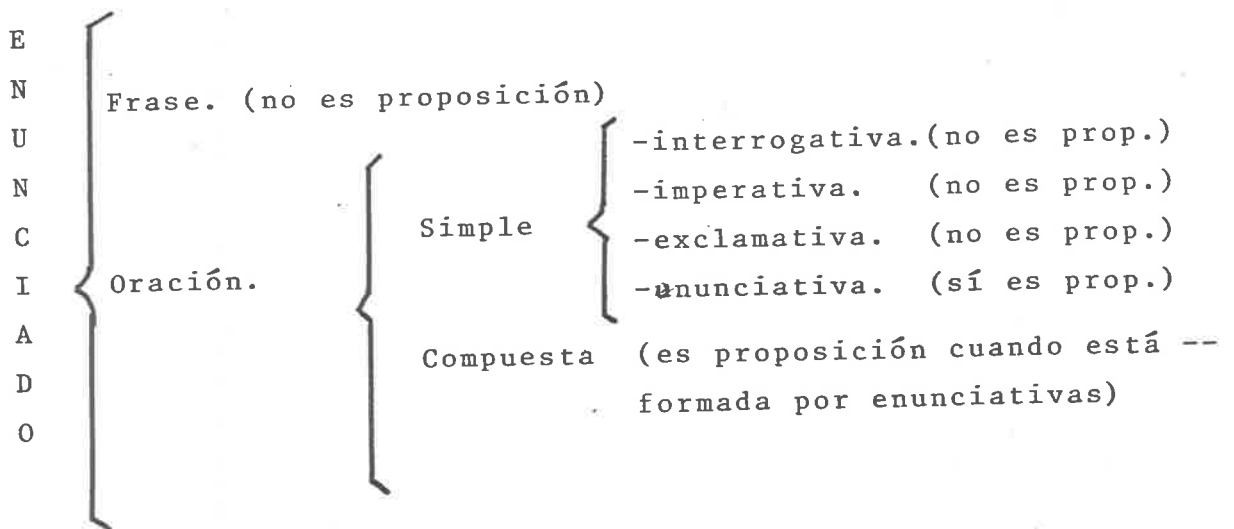 ENUNCIADO
Frase. (no es proposición)
Oración.
Simple
-interrogativa.(no es prop.)
-imperativa. (no es prop.)
-exclamativa. (no es prop.)
-enunciativa. (sí es prop.)
Compuesta (es proposición cuando está --
formada por enunciativas)